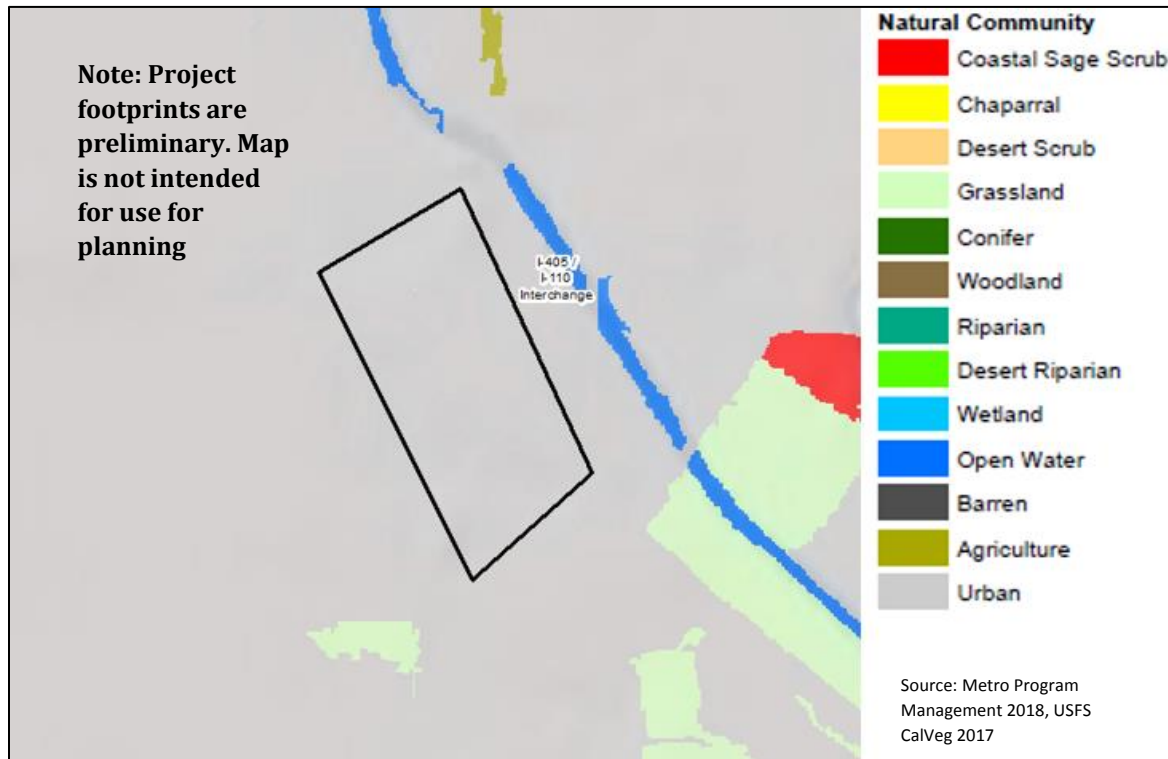 Note: Project
footprints are
preliminary. Map
is not intended
for use for
planning
I-405 /
I-110
Interchange
Natural Community
Coastal Sage Scrub
Chaparral
Desert Scrub
Grassland
Conifer
Woodland
Riparian
Desert Riparian
Wetland
Open Water
Barren
Agriculture
Urban
Source: Metro Program
Management 2018, USFS
CalVeg 2017